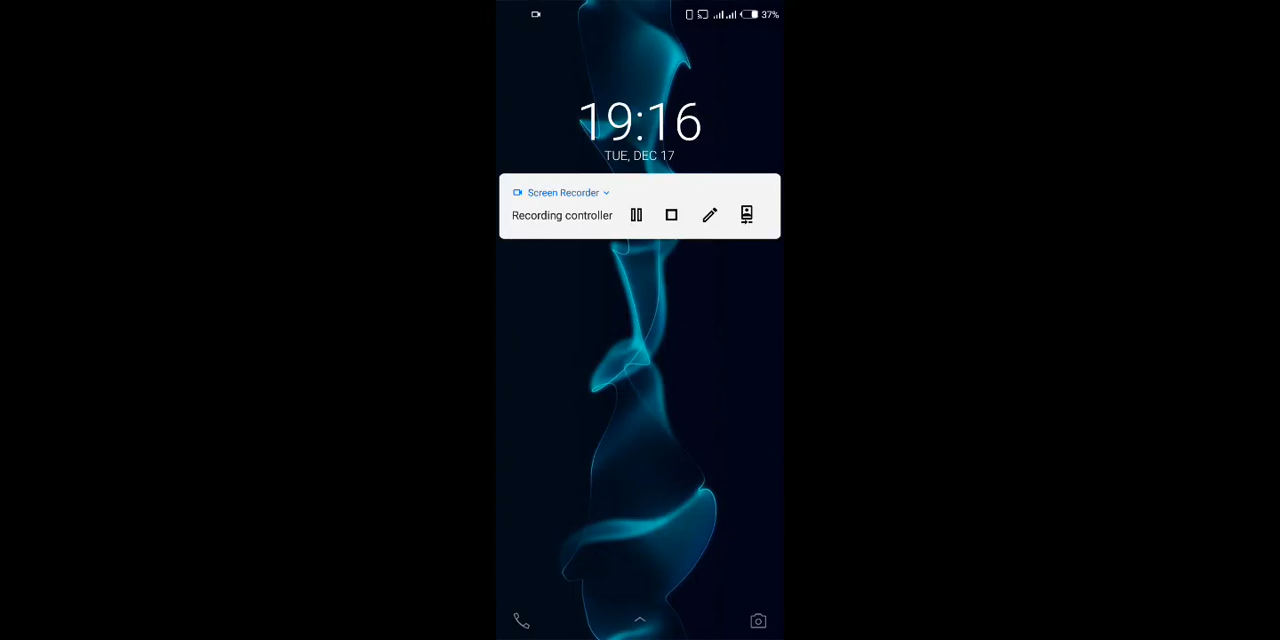 37%
19:16
TUE, DEC 17
Screen Recorder
Recording controller